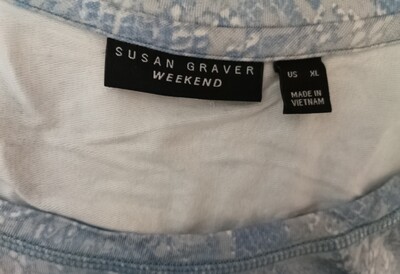 SUSAN GRAVER
WEEKEND
US XL
MADE IN
VIETNAM